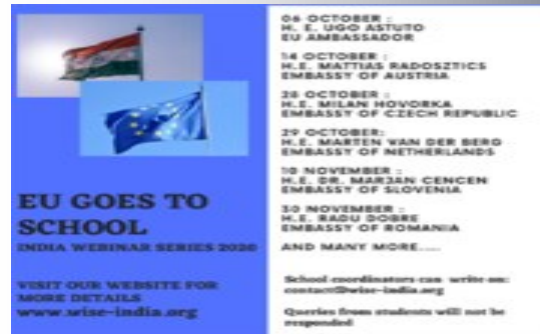 EU GOES TO
SCHOOL
INDIA WEBINAR SERIES 2020
VISIT OUR WEBSITE FOR
MORE DETAILS
www.wise-india.org
06 OCTOBER :
H. E. UGO ASTUTO
EU AMBASSADOR
14 OCTOBER :
H.E. MATTIAS RADOSZTICS
EMBASSY OF AUSTRIA
28 OCTOBER :
H.E. MILAN HOVORKA
EMBASSY OF CZECH REPUBLIC
29 OCTOBER:
H.E. MARTEN VAN DER BERG
EMBASSY OF NETHERLANDS
10 NOVEMBER :
H.E. DR. MARJAN CENCEN
EMBASSY OF SLOVENIA
30 NOVEMBER :
H.E. RADU DOBRE
EMBASSY OF ROMANIA
AND MANY MORE.....
School coordinators can write on:
contact@wise-india.org
Queries from students will not be
responded